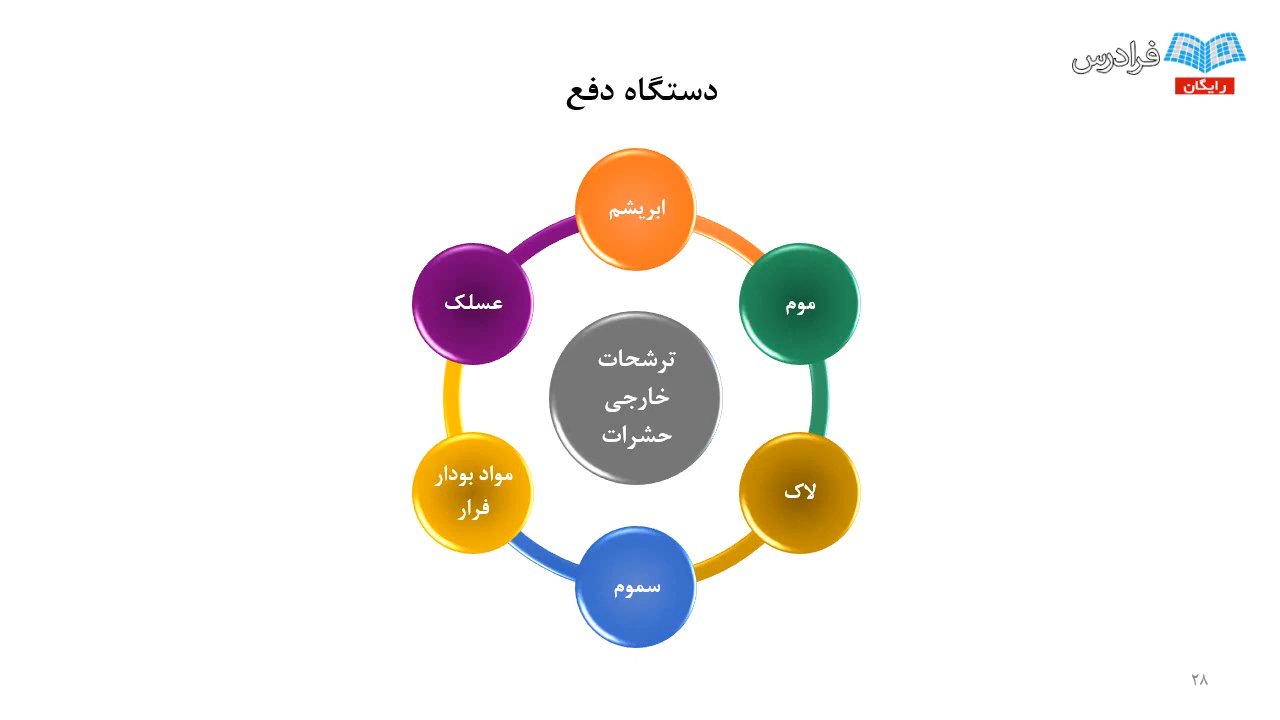 فرادرس
رایگان
دستگاه دفع
ابریشم
موم
لاک
سموم
مواد بودار
فرار
عسلک
ترشحات
خارجی
حشرات
۲۸